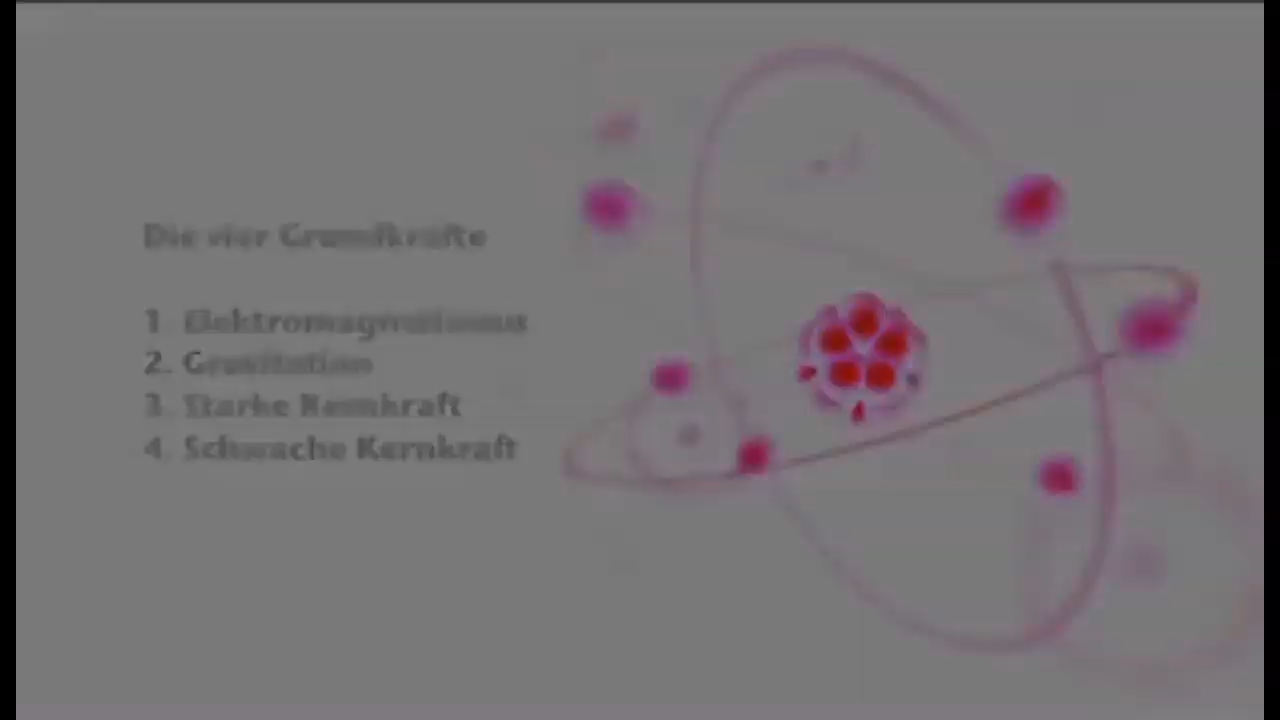 Die vier Grundkräfte
1. Elektromagnetismus
2. Gravitation
3. Starke Kernkraft
4. Schwache Kernkraft